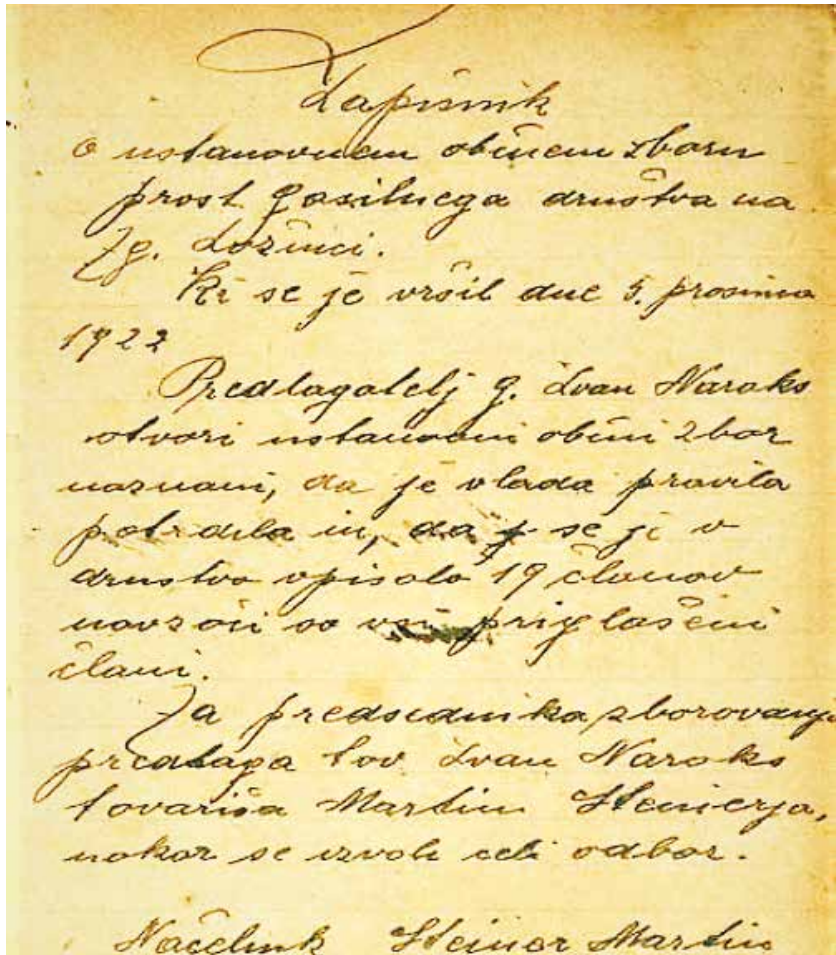 Zapisnik
o ustanovnem občnem zboru
prost gasilnega društva na
Zg. Ložnici.
Ki se je vršil dne 5. prosinca
1922
Predlagatelj g. Ivan Naraks
otvori ustanovni občni zbor
naznani, da je vlada pravila
potrdila in, da se je v
društvo vpisalo 19 članov
navzoči so vsi priglašeni
člani.
Za predsednika zborovanja
predlaga tov Ivan Naraks
tovariša Martin Steinerja,
nakar se izvoli celi odbor.
Načelnik Steiner Martin